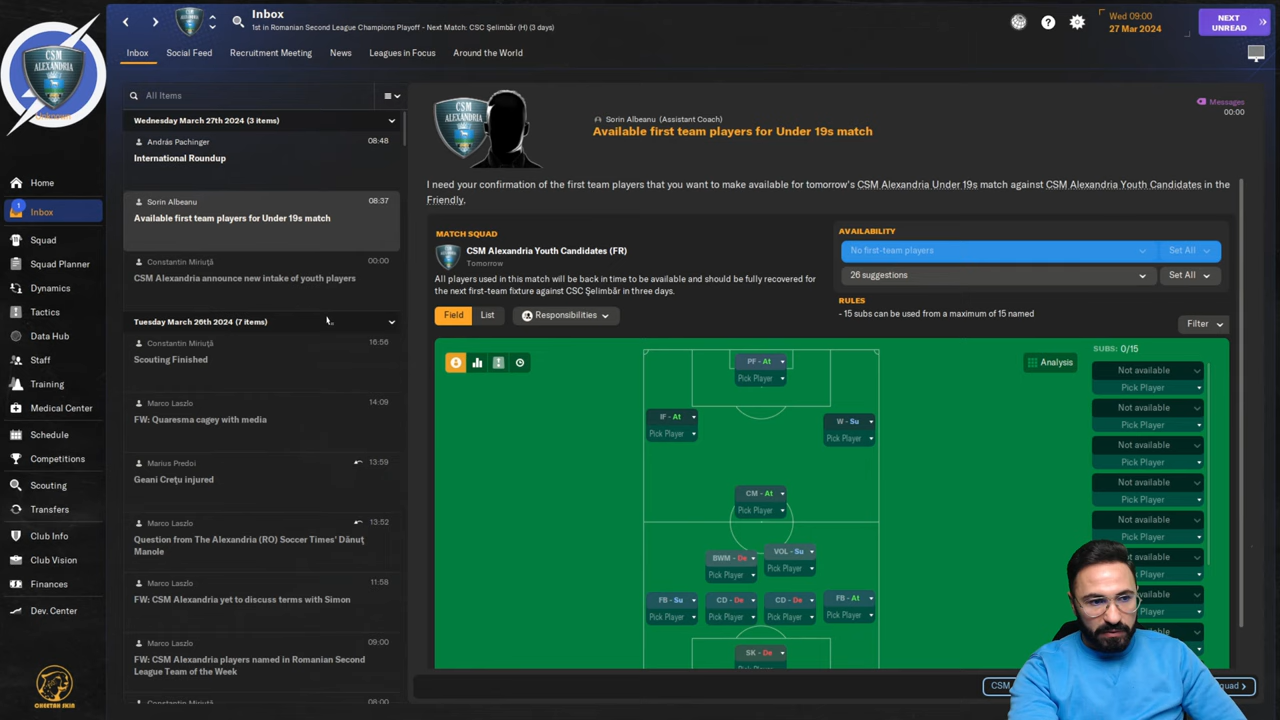 Inbox
1st in Romanian Second League Champions Playoff - Next Match: CSC Şelimbăr (H) (3 days)
Wed 09:00
27 Mar 2024
NEXT
UNREAD
Inbox
Social Feed
Recruitment Meeting
News
Leagues in Focus
Around the World
CSM
ALEXANDRIA
Home
1
Inbox
Squad
Squad Planner
Dynamics
Tactics
Data Hub
Staff
Training
Medical Center
Schedule
Competitions
Scouting
Transfers
Club Info
Club Vision
Finances
Dev. Center
CHEETAH SKIN
All Items
Wednesday March 27th 2024 (3 items)
András Pachinger
08:48
International Roundup
Sorin Albeanu
08:37
Available first team players for Under 19s match
Constantin Miriuţă
00:00
CSM Alexandria announce new intake of youth players
Tuesday March 26th 2024 (7 items)
Constantin Miriuţă
16:56
Scouting Finished
Marco Laszlo
14:09
FW: Quaresma cagey with media
Marius Predoi
13:59
Geani Creţu injured
Marco Laszlo
13:52
Question from The Alexandria (RO) Soccer Times' Dănuţ
Manole
Marco Laszlo
11:58
FW: CSM Alexandria yet to discuss terms with Simon
Marco Laszlo
09:00
FW: CSM Alexandria players named in Romanian Second
League Team of the Week
Constantin Miriuţă
08:00
CSM
ALEXANDRIA
Sorin Albeanu (Assistant Coach)
Available first team players for Under 19s match
Messages
00:00
I need your confirmation of the first team players that you want to make available for tomorrow's CSM Alexandria Under 19s match against CSM Alexandria Youth Candidates in the
Friendly.
MATCH SQUAD
CSM Alexandria Youth Candidates (FR)
Tomorrow
All players used in this match will be back in time to be available and should be fully recovered for
the next first-team fixture against CSC Şelimbăr in three days.
AVAILABILITY
No first-team players
Set All
26 suggestions
Set All
RULES
- 15 subs can be used from a maximum of 15 named
Field
List
Responsibilities
Filter
Analysis
PF - At
Pick Player
IF - At
Pick Player
W - Su
Pick Player
CM - At
Pick Player
BWM - De
Pick Player
VOL - Su
Pick Player
FB - Su
Pick Player
CD - De
Pick Player
CD - De
Pick Player
FB - At
Pick Player
SK - De
SUBS: 0/15
Not available
Pick Player
Not available
Pick Player
Not available
Pick Player
Not available
Pick Player
Not available
Pick Player